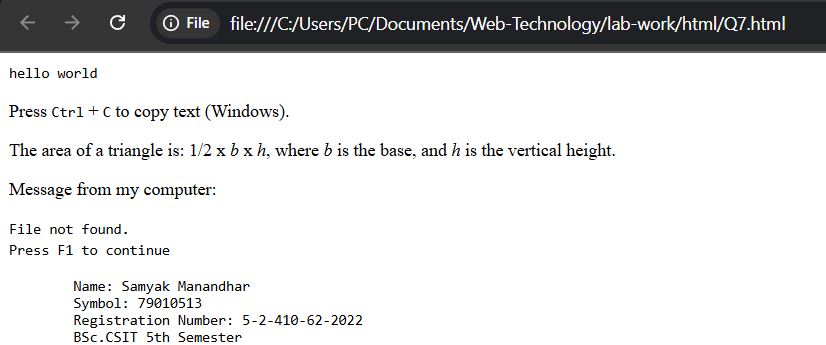 File file:///C:/Users/PC/Documents/Web-Technology/lab-work/html/Q7.html
hello world
Press Ctrl + C to copy text (Windows).
The area of a triangle is: 1/2 x b x h, where b is the base, and h is the vertical height.
Message from my computer:
File not found.
Press F1 to continue
Name: Samyak Manandhar
Symbol: 79010513
Registration Number: 5-2-410-62-2022
BSc.CSIT 5th Semester